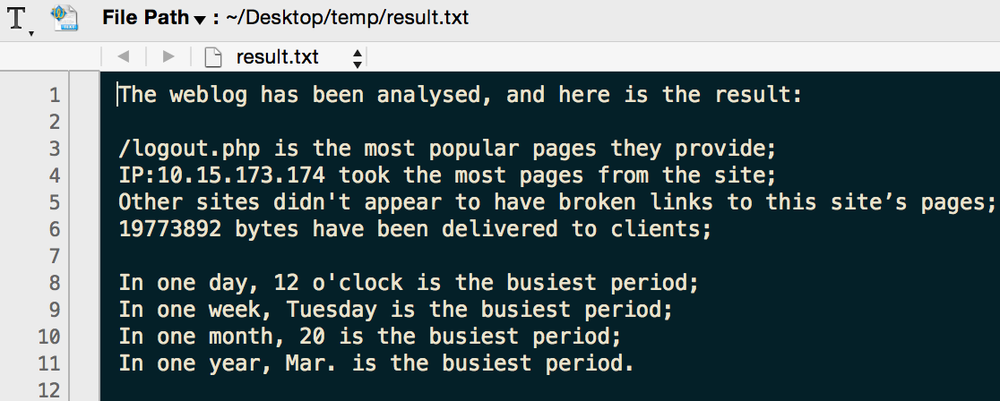 T File Path : ~/Desktop/temp/result.txt
result.txt
1 The weblog has been analysed, and here is the result:
2
3 /logout.php is the most popular pages they provide;
4 IP:10.15.173.174 took the most pages from the site;
5 Other sites didn't appear to have broken links to this site’s pages;
6 19773892 bytes have been delivered to clients;
7
8 In one day, 12 o'clock is the busiest period;
9 In one week, Tuesday is the busiest period;
10 In one month, 20 is the busiest period;
11 In one year, Mar. is the busiest period.
12